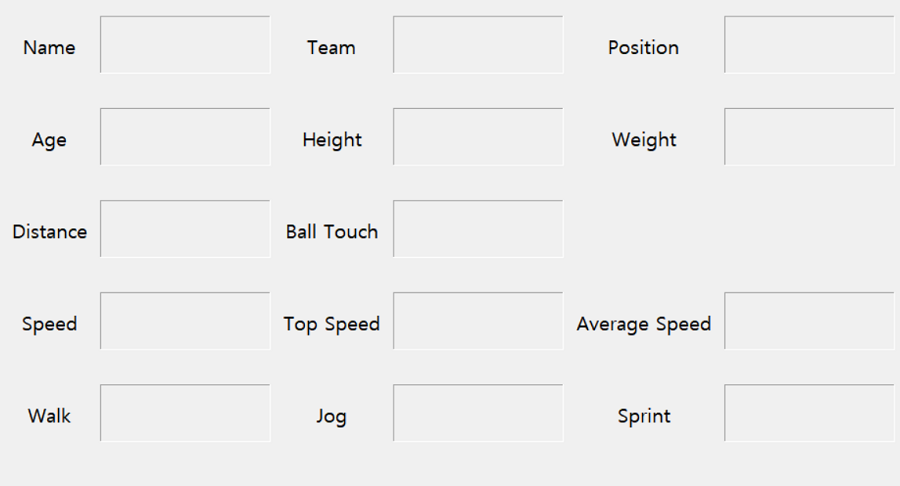 Name Team Position
Age Height Weight
Distance Ball Touch
Speed Top Speed Average Speed
Walk Jog Sprint